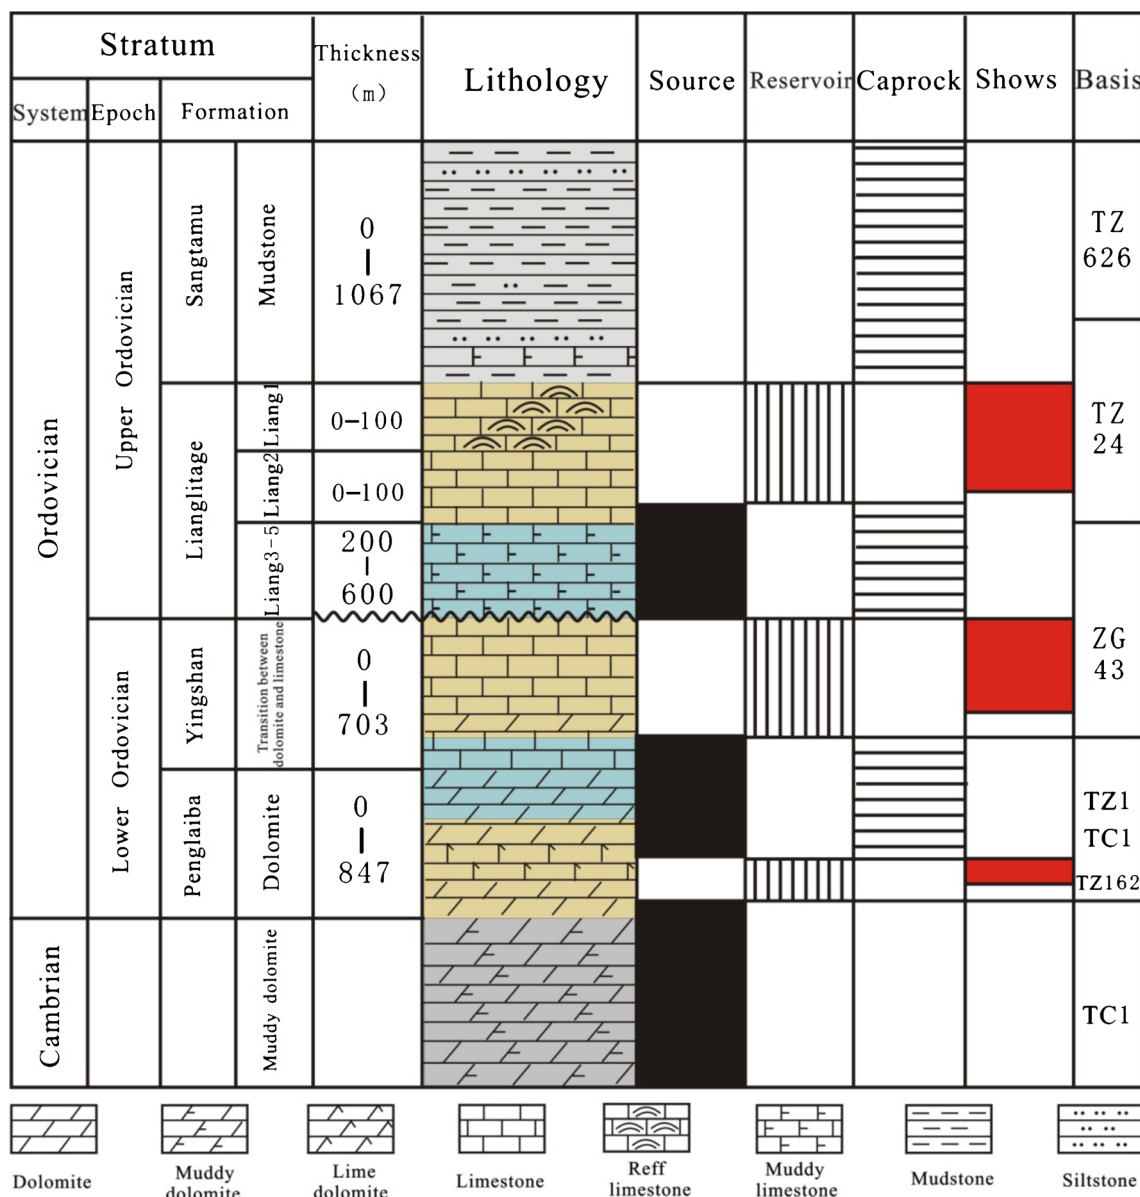 Stratum
Thickness
(m)
Lithology
Source
Reservoir
Caprock
Shows
Basis
System
Epoch
Formation
Ordovician
Upper Ordovician
Sangtamu
Mudstone
0
1067
TZ
626
Lianglitage
Liang1
0-100
TZ
24
Liang2
0-100
Liang3-5
200
600
Lower Ordovician
Yingshan
Transition between
dolomite and limestone
0
703
ZG
43
Penglaiba
Dolomite
0
847
TZ1
TC1
TZ162
Cambrian
Muddy dolomite
TC1
Dolomite
Muddy
dolomite
Lime
dolomite
Limestone
Reff
limestone
Muddy
limestone
Mudstone
Siltstone